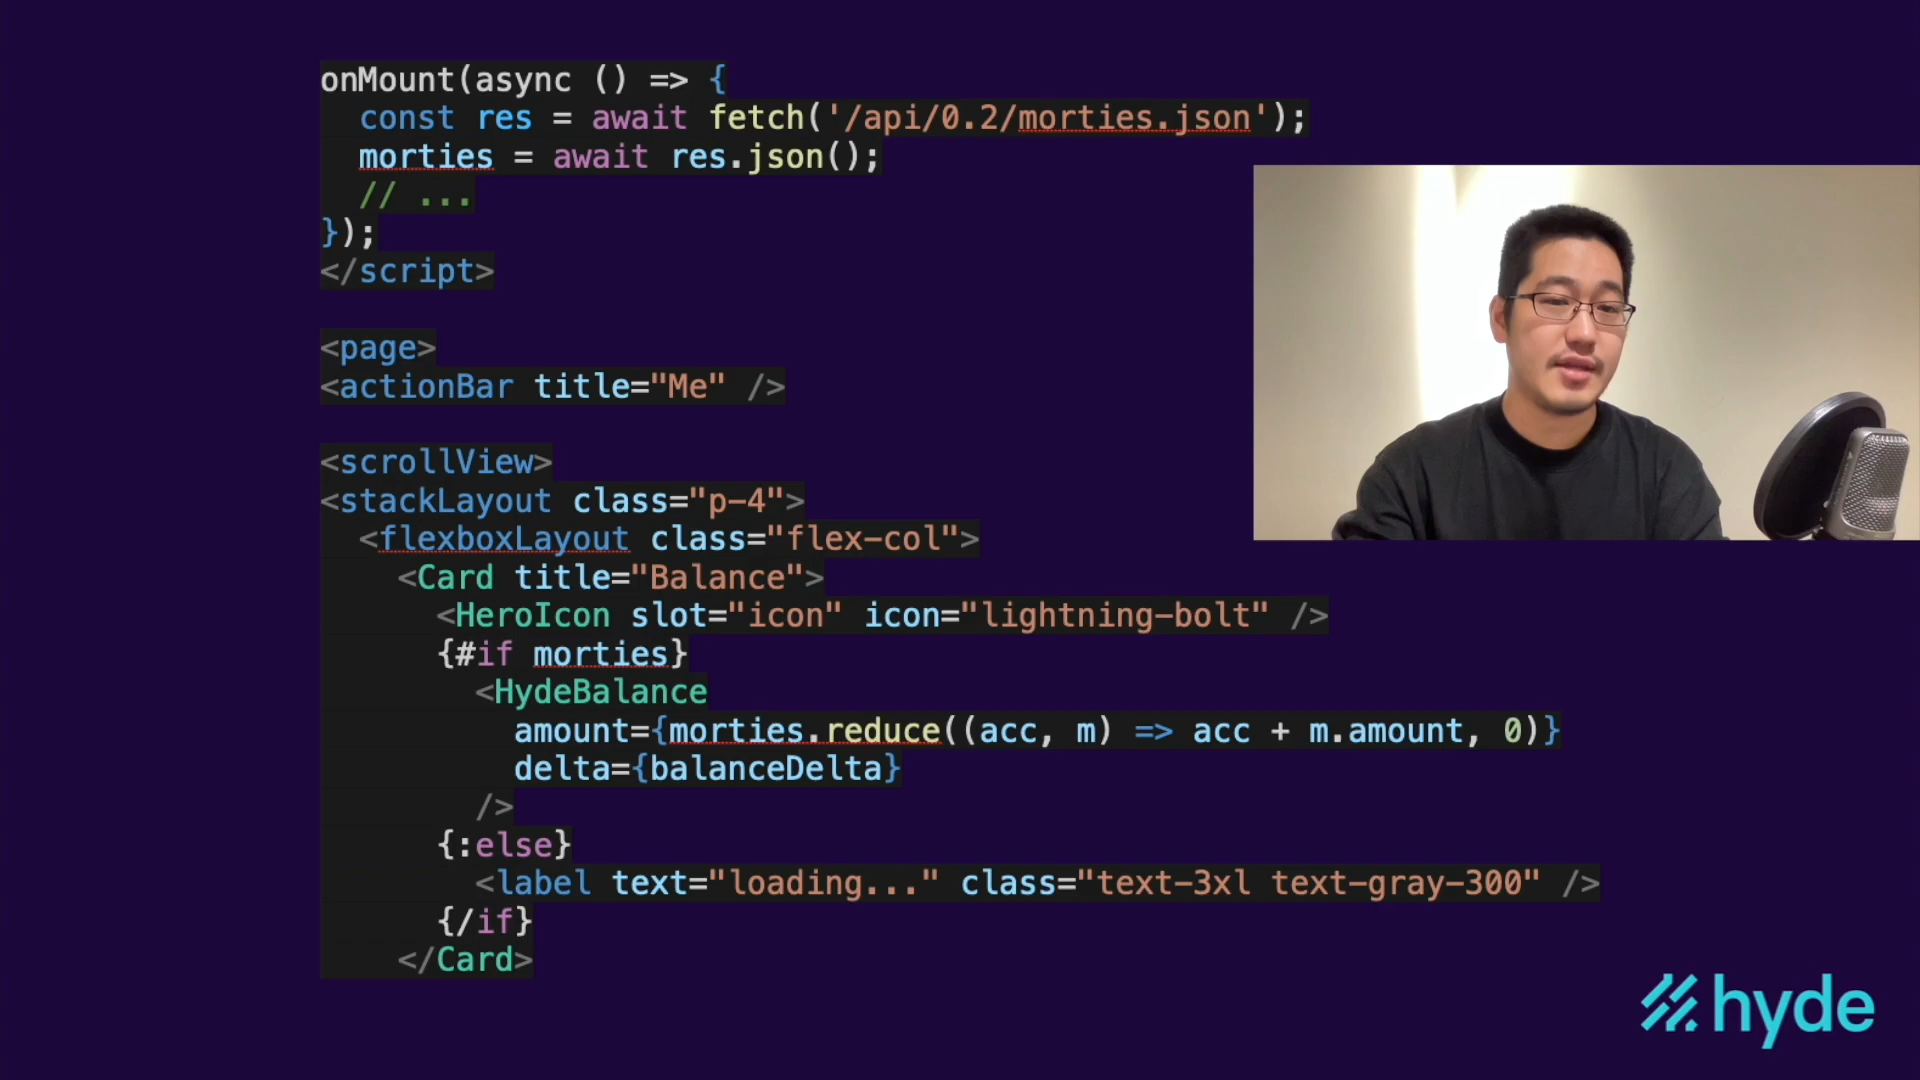 onMount(async () => {
  const res = await fetch('/api/0.2/morties.json');
  morties = await res.json();
  // ...
});
</script>

<page>
<actionBar title="Me" />

<scrollView>
<stackLayout class="p-4">
  <flexboxLayout class="flex-col">
    <Card title="Balance">
      <HeroIcon slot="icon" icon="lightning-bolt" />
      {#if morties}
        <HydeBalance
          amount={morties.reduce((acc, m) => acc + m.amount, 0)}
          delta={balanceDelta}
        />
      {:else}
        <label text="loading..." class="text-3xl text-gray-300" />
      {/if}
    </Card>
hyde